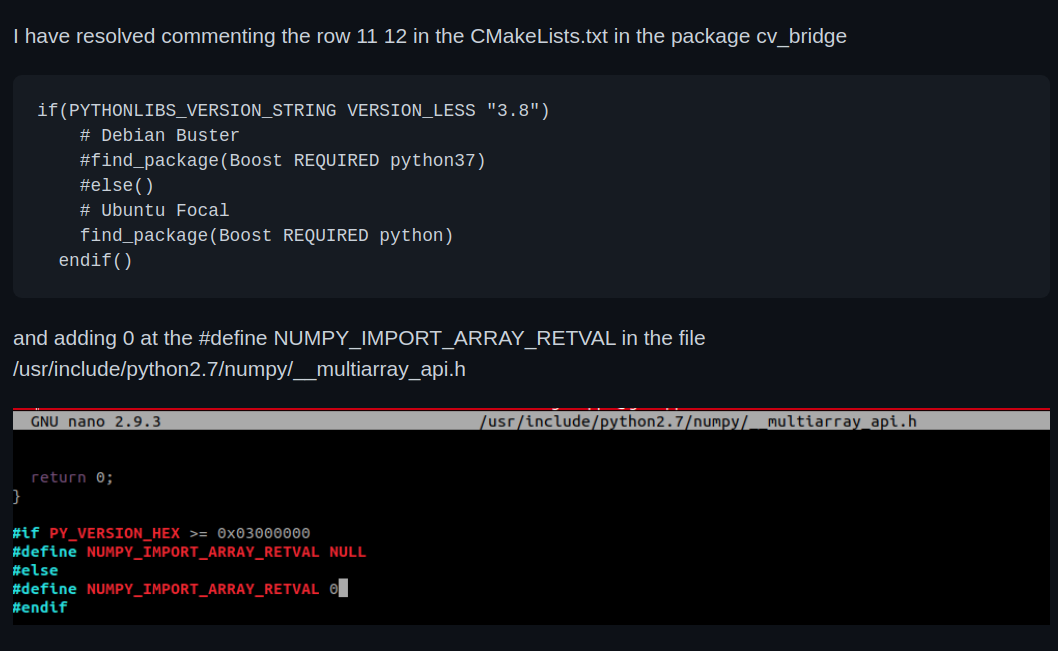 I have resolved commenting the row 11 12 in the CMakeLists.txt in the package cv_bridge
if(PYTHONLIBS_VERSION_STRING VERSION_LESS "3.8")
# Debian Buster
#find_package(Boost REQUIRED python37)
#else()
# Ubuntu Focal
find_package(Boost REQUIRED python)
endif()
and adding 0 at the #define NUMPY_IMPORT_ARRAY_RETVAL in the file
/usr/include/python2.7/numpy/__multiarray_api.h
GNU nano 2.9.3 /usr/include/python2.7/numpy/__multiarray_api.h
return 0;
}
#if PY_VERSION_HEX >= 0x03000000
#define NUMPY_IMPORT_ARRAY_RETVAL NULL
#else
#define NUMPY_IMPORT_ARRAY_RETVAL 0
#endif